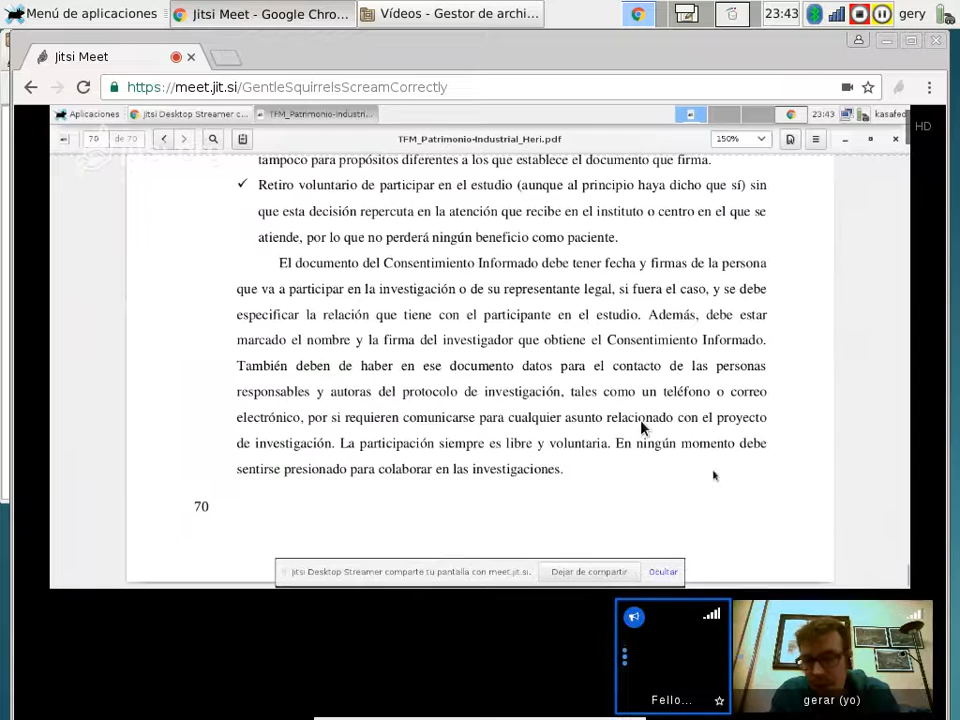 Menú de aplicaciones
Jitsi Meet - Google Chro...
Vídeos - Gestor de archi...
23:43
gery
Jitsi Meet
https://meet.jit.si/GentleSquirrelsScreamCorrectly
Aplicaciones
Jitsi Desktop Streamer c...
TFM_Patrimonio-Industri...
23:43
kasafed
HD
70 de 70
TFM_Patrimonio-Industrial_Heri.pdf
150%
tampoco para propósitos diferentes a los que establece el documento que firma.
✓ Retiro voluntario de participar en el estudio (aunque al principio haya dicho que sí) sin
que esta decisión repercuta en la atención que recibe en el instituto o centro en el que se
atiende, por lo que no perderá ningún beneficio como paciente.
El documento del Consentimiento Informado debe tener fecha y firmas de la persona
que va a participar en la investigación o de su representante legal, si fuera el caso, y se debe
especificar la relación que tiene con el participante en el estudio. Además, debe estar
marcado el nombre y la firma del investigador que obtiene el Consentimiento Informado.
También deben de haber en ese documento datos para el contacto de las personas
responsables y autoras del protocolo de investigación, tales como un teléfono o correo
electrónico, por si requieren comunicarse para cualquier asunto relacionado con el proyecto
de investigación. La participación siempre es libre y voluntaria. En ningún momento debe
sentirse presionado para colaborar en las investigaciones.
70
Jitsi Desktop Streamer comparte tu pantalla con meet.jit.si.
Dejar de compartir
Ocultar
Fello...
gerar (yo)